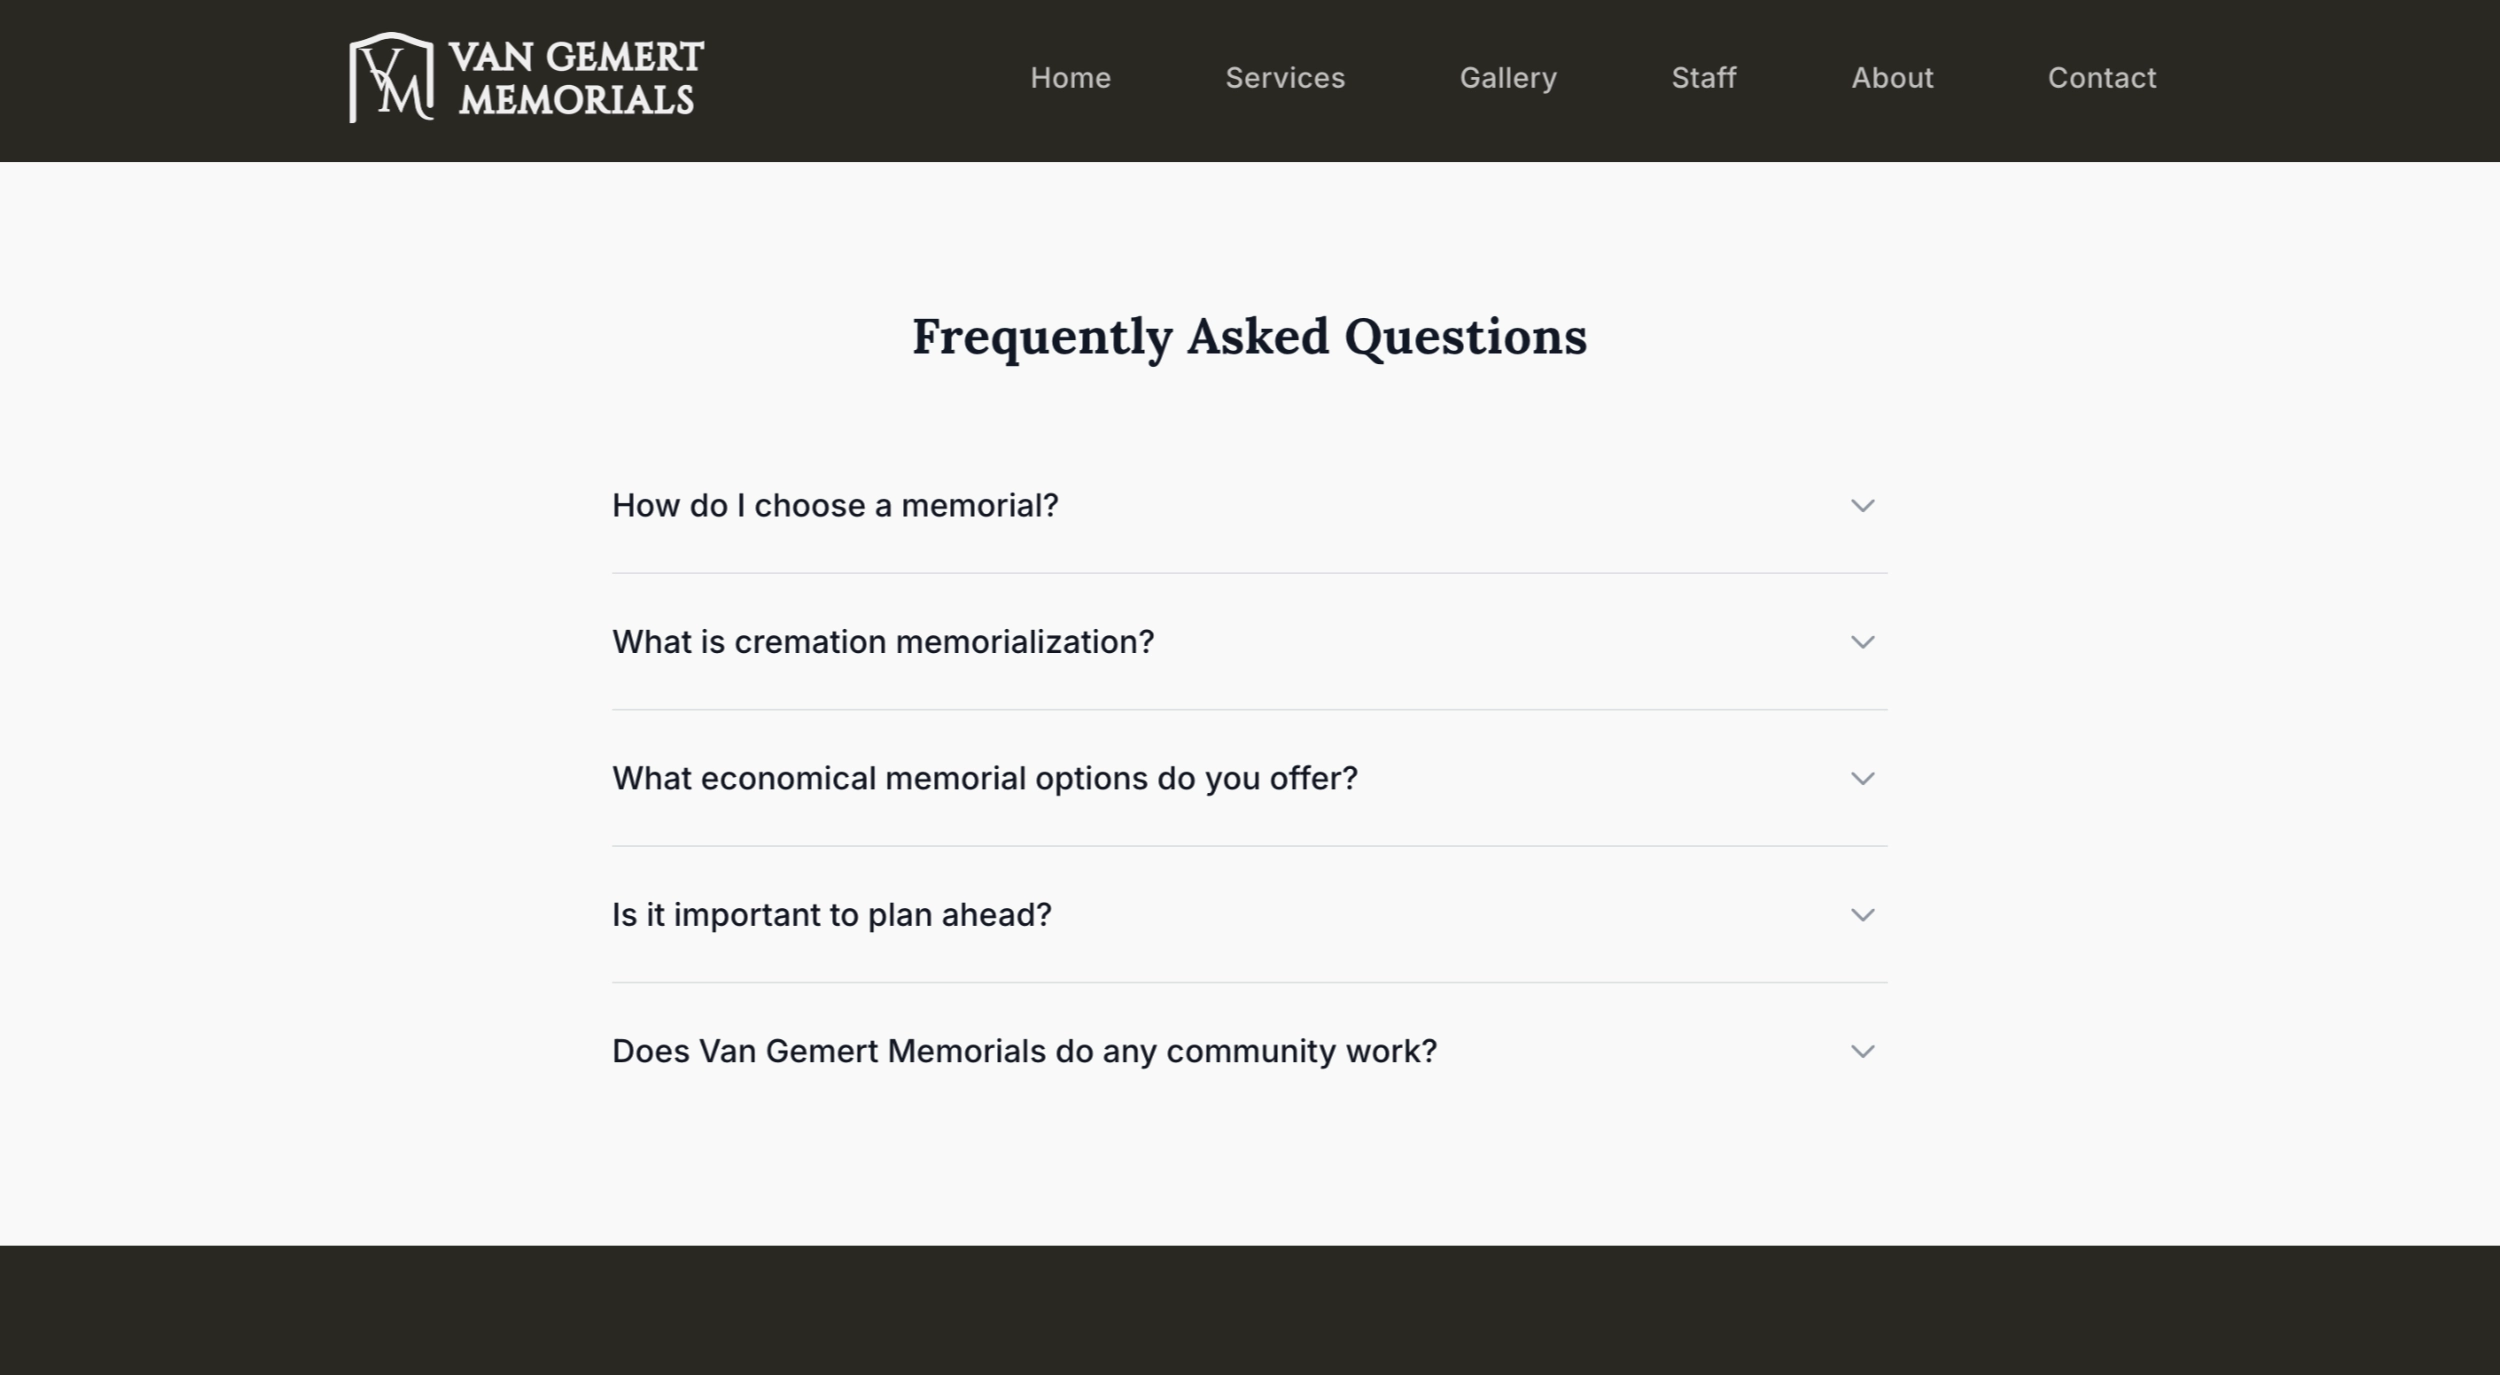 VM
VAN GEMERT
MEMORIALS
Home Services Gallery Staff About Contact
Frequently Asked Questions
How do I choose a memorial?
What is cremation memorialization?
What economical memorial options do you offer?
Is it important to plan ahead?
Does Van Gemert Memorials do any community work?